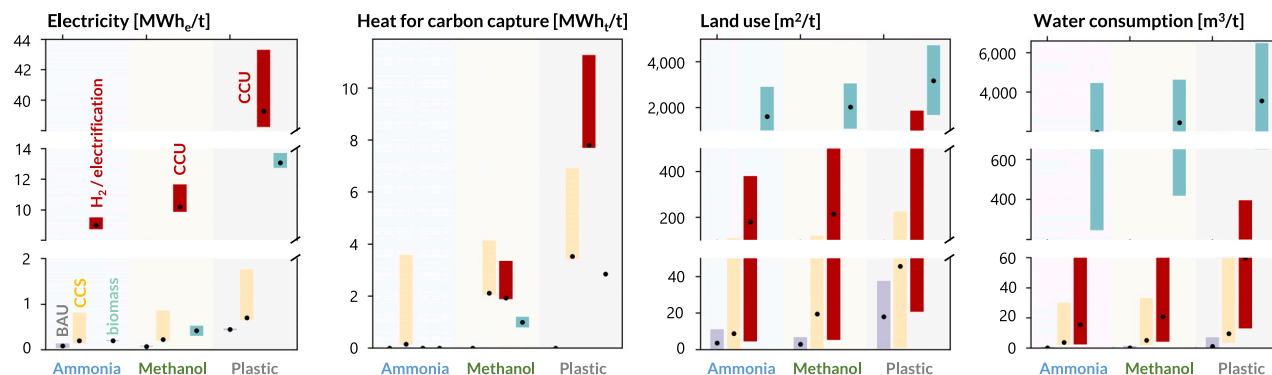 Electricity [MWhₑ/t]
44
42
40
14
12
10
2
1
0
BAU
CCS
H₂ / electrification
biomass
CCU
CCU
Ammonia Methanol Plastic
Heat for carbon capture [MWhₜ/t]
10
8
6
4
2
0
Ammonia Methanol Plastic
Land use [m²/t]
4,000
2,000
400
200
40
20
0
Ammonia Methanol Plastic
Water consumption [m³/t]
6,000
4,000
600
400
60
40
20
0
Ammonia Methanol Plastic